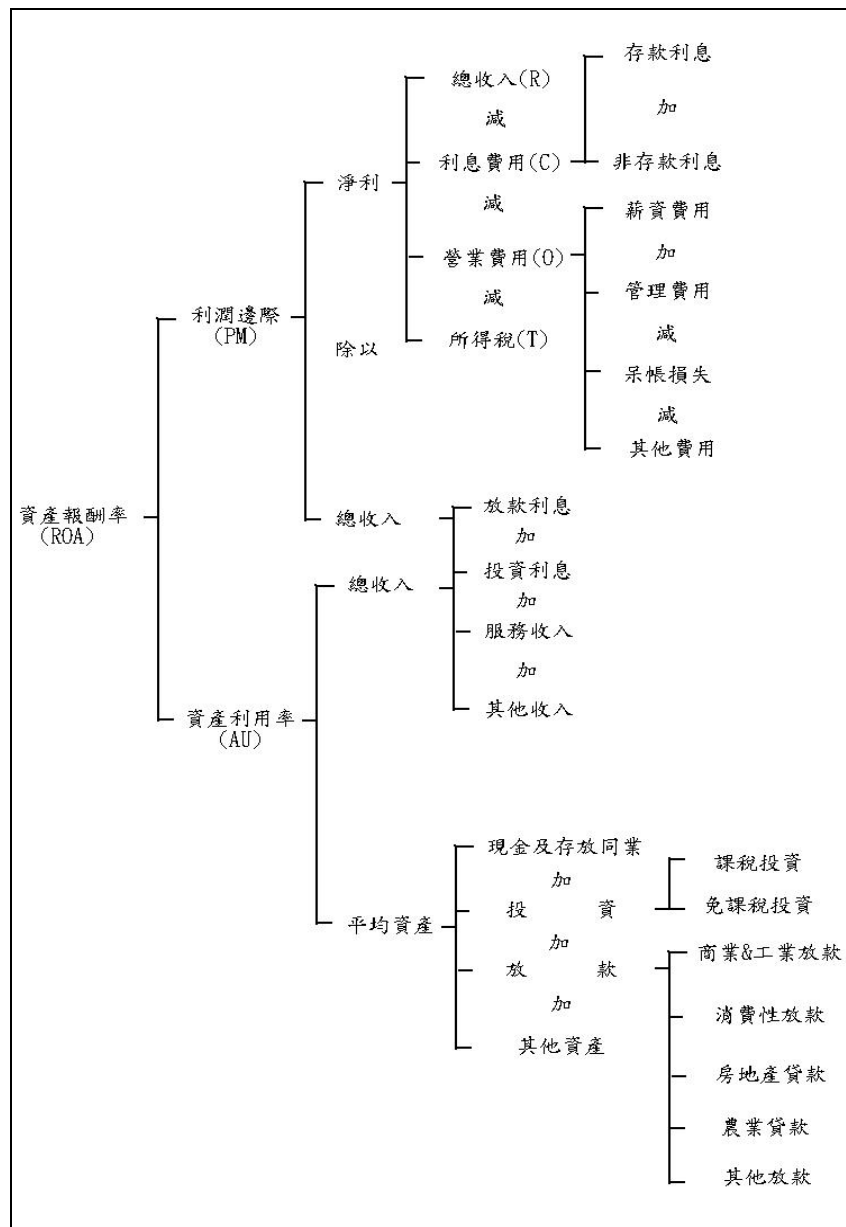 存款利息
總收入(R)
加
減
利息費用(C)
非存款利息
淨利
減
薪資費用
加
營業費用(O)
管理費用
減
利潤邊際
(PM)
除以
所得稅(T)
減
呆帳損失
減
其他費用
資產報酬率
(ROA)
總收入
放款利息
加
總收入
投資利息
加
服務收入
加
其他收入
資產利用率
(AU)
現金及存放同業
加
課稅投資
平均資產
投 資
免課稅投資
加
放 款
商業&工業放款
加
消費性放款
其他資產
房地產貸款
農業貸款
其他放款